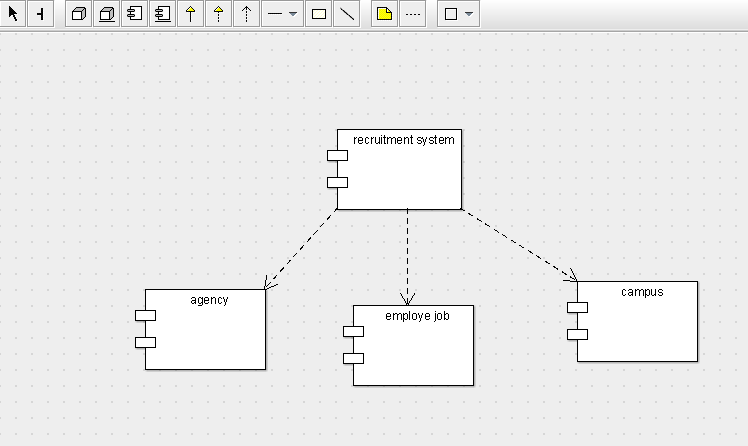 recruitment system
agency
employe job
campus